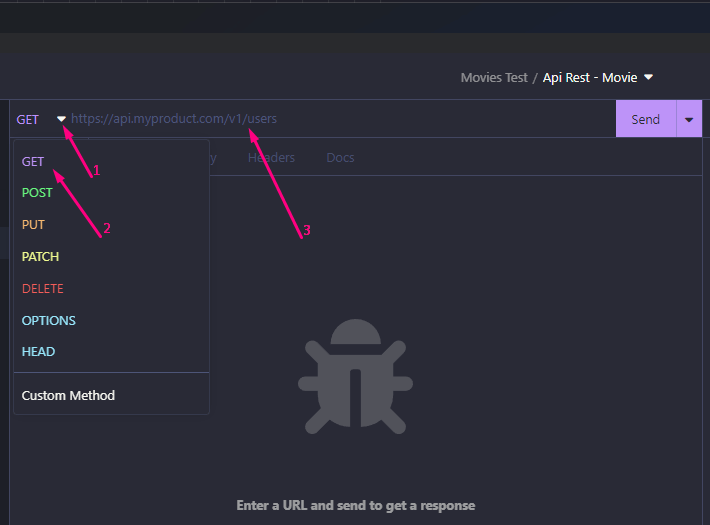 Movies Test / Api Rest - Movie
GET https://api.myproduct.com/v1/users Send
1
GET y Headers Docs
POST
2
PUT
3
PATCH
DELETE
OPTIONS
HEAD
Custom Method
Enter a URL and send to get a response